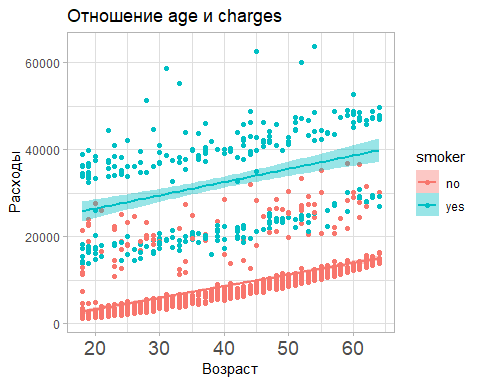 Отношение age и charges
Расходы
60000
40000
20000
0
20
30
40
50
60
Возраст
smoker
no
yes